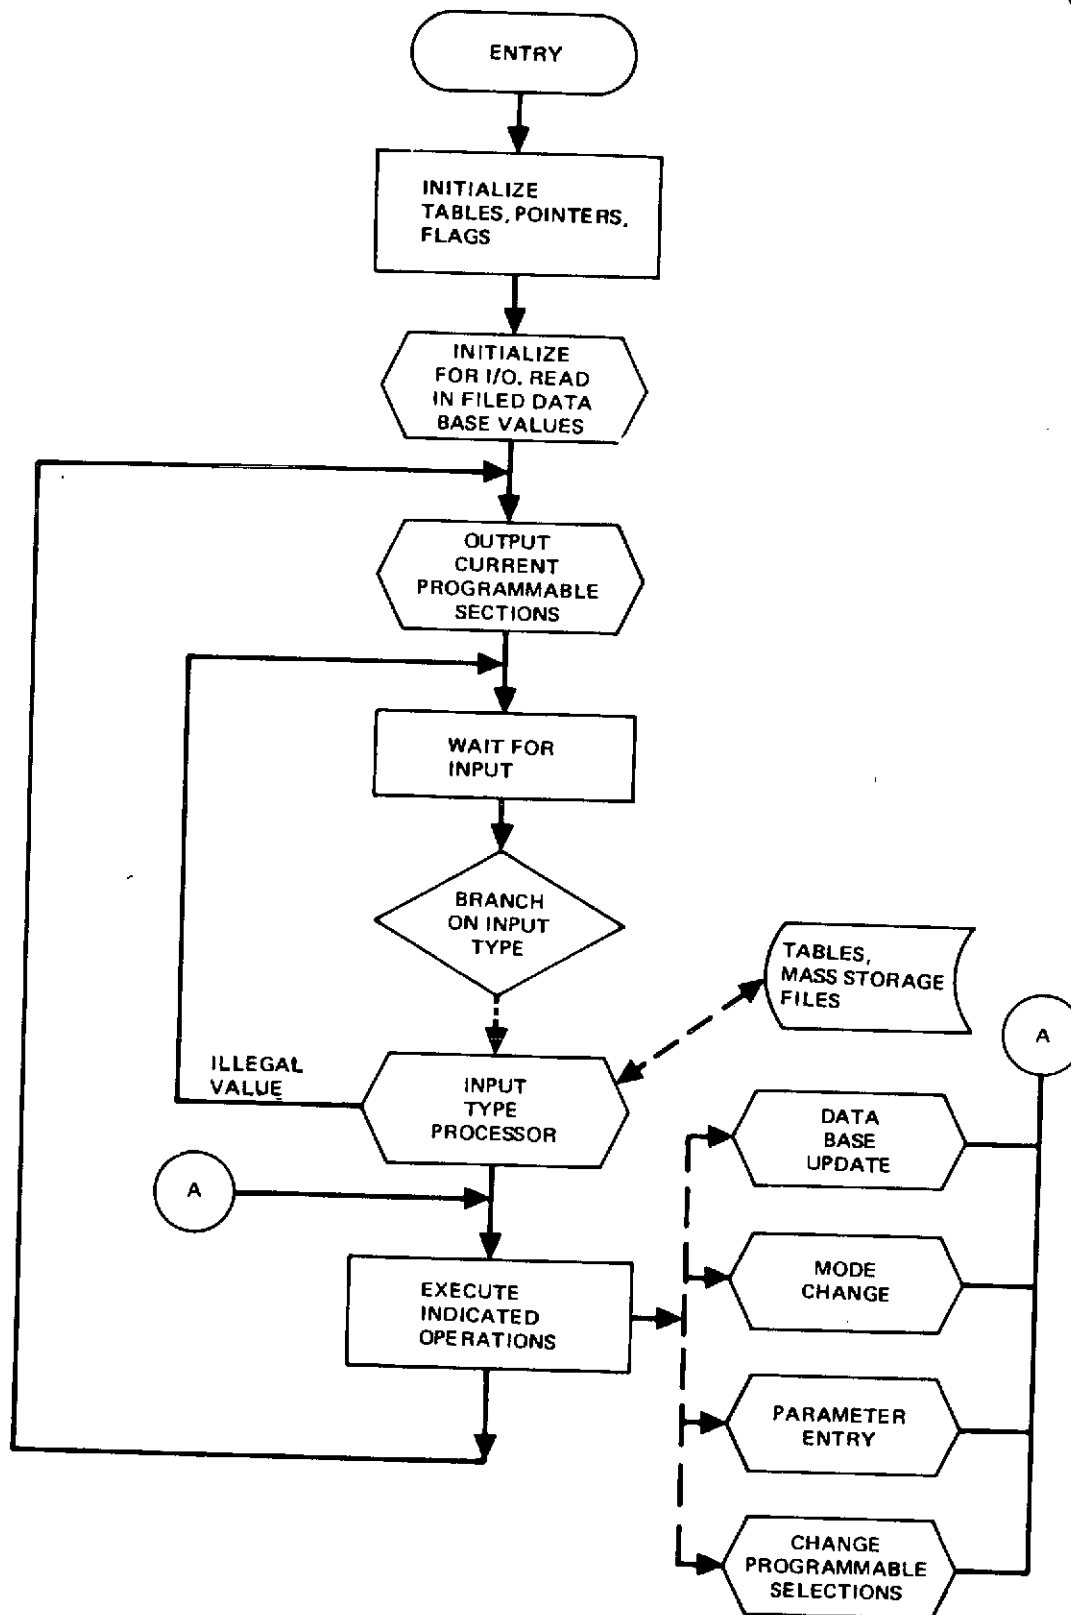 ENTRY
INITIALIZE
TABLES, POINTERS,
FLAGS
INITIALIZE
FOR I/O. READ
IN FILED DATA
BASE VALUES
OUTPUT
CURRENT
PROGRAMMABLE
SECTIONS
WAIT FOR
INPUT
BRANCH
ON INPUT
TYPE
TABLES,
MASS STORAGE
FILES
A
ILLEGAL
VALUE
INPUT
TYPE
PROCESSOR
DATA
BASE
UPDATE
A
MODE
CHANGE
EXECUTE
INDICATED
OPERATIONS
PARAMETER
ENTRY
CHANGE
PROGRAMMABLE
SELECTIONS